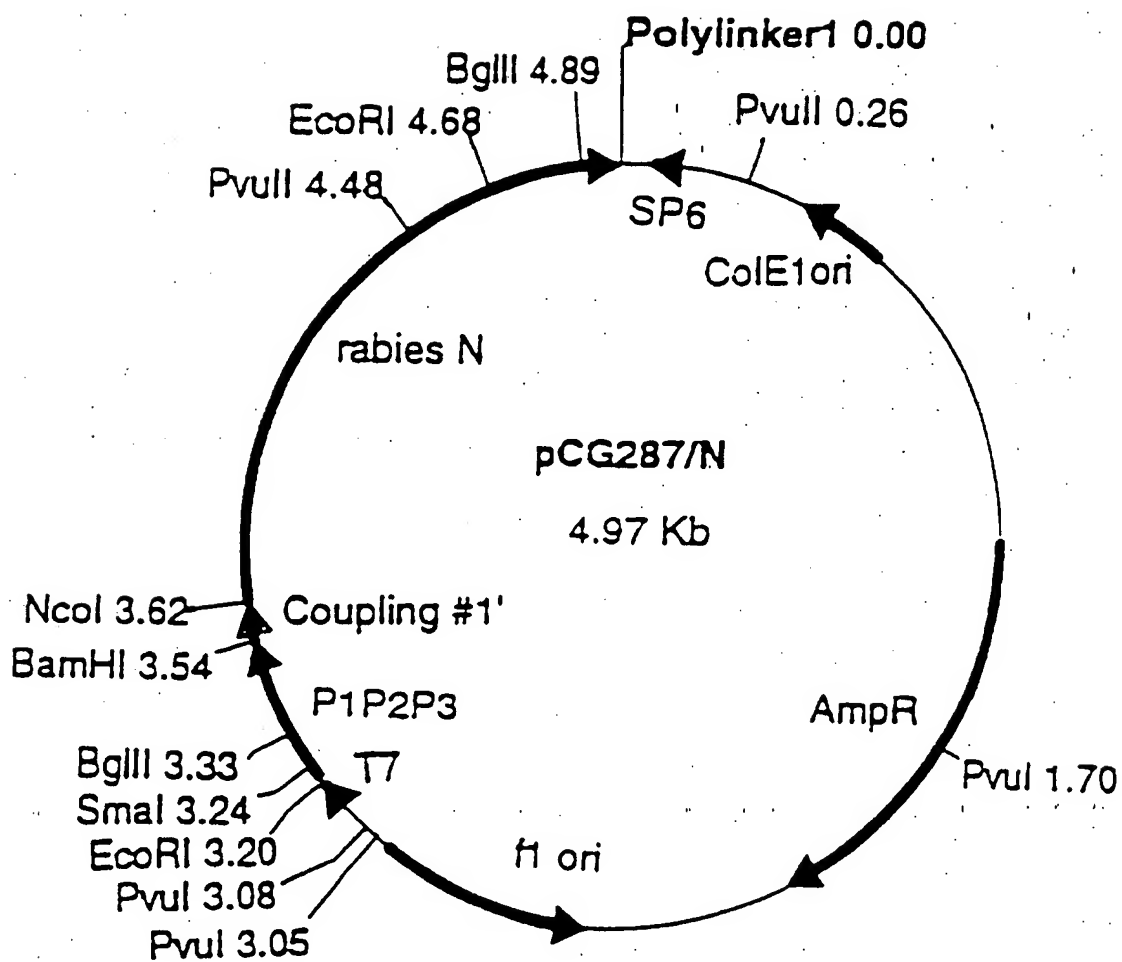 Polylinker1 0.00
BglII 4.89
PvuII 0.26
EcoRI 4.68
PvuII 4.48
SP6
ColE1ori
rabies N
pCG287/N
4.97 Kb
NcoI 3.62
Coupling #1'
BamHI 3.54
P1P2P3
AmpR
BglII 3.33
T7
PvuI 1.70
SmaI 3.24
EcoRI 3.20
f1 ori
PvuI 3.08
PvuI 3.05